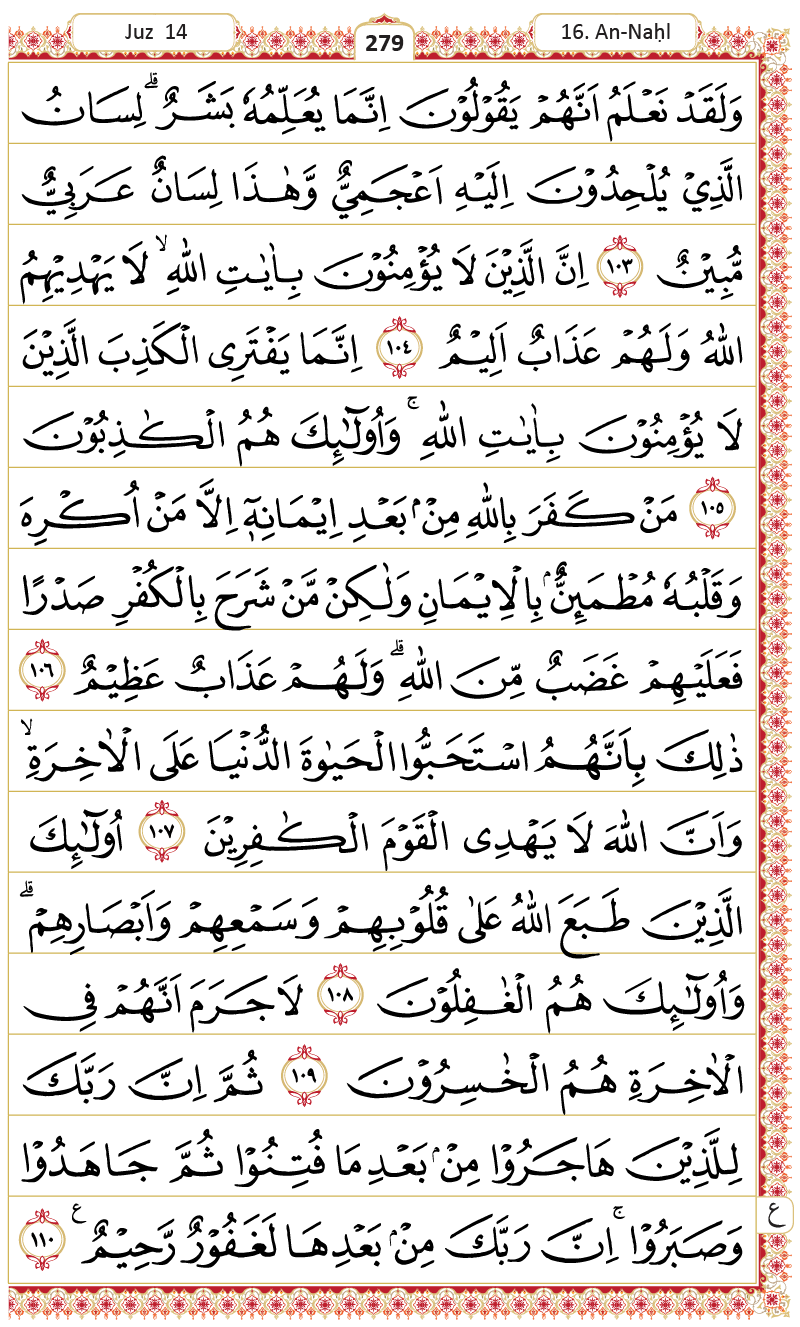 Juz 14
279
16. An-Naḥl
وَلَقَدْ نَعْلَمُ اَنَّهُمْ يَقُوْلُوْنَ اِنَّمَا يُعَلِّمُهٗ بَشَرٌ ۗ لِسَانُ
الَّذِيْ يُلْحِدُوْنَ اِلَيْهِ اَعْجَمِيٌّ وَّهٰذَا لِسَانٌ عَرَبِيٌّ
مُّبِيْنٌ ١٠٣ اِنَّ الَّذِيْنَ لَا يُؤْمِنُوْنَ بِاٰيٰتِ اللّٰهِ ۙ لَا يَهْدِيْهِمُ
اللّٰهُ وَلَهُمْ عَذَابٌ اَلِيْمٌ ١٠٤ اِنَّمَا يَفْتَرِى الْكَذِبَ الَّذِيْنَ
لَا يُؤْمِنُوْنَ بِاٰيٰتِ اللّٰهِ ۚ وَاُولٰۤىِٕكَ هُمُ الْكٰذِبُوْنَ
١٠٥ مَنْ كَفَرَ بِاللّٰهِ مِنْۢ بَعْدِ اِيْمَانِهٖٓ اِلَّا مَنْ اُكْرِهَ
وَقَلْبُهٗ مُطْمَىِٕنٌّۢ بِالْاِيْمَانِ وَلٰكِنْ مَّنْ شَرَحَ بِالْكُفْرِ صَدْرًا
فَعَلَيْهِمْ غَضَبٌ مِّنَ اللّٰهِ ۗ وَلَهُمْ عَذَابٌ عَظِيْمٌ ١٠٦
ذٰلِكَ بِاَنَّهُمُ اسْتَحَبُّوا الْحَيٰوةَ الدُّنْيَا عَلَى الْاٰخِرَةِ ۙ
وَاَنَّ اللّٰهَ لَا يَهْدِى الْقَوْمَ الْكٰفِرِيْنَ ١٠٧ اُولٰۤىِٕكَ
الَّذِيْنَ طَبَعَ اللّٰهُ عَلٰى قُلُوْبِهِمْ وَسَمْعِهِمْ وَاَبْصَارِهِمْ ۗ
وَاُولٰۤىِٕكَ هُمُ الْغٰفِلُوْنَ ١٠٨ لَا جَرَمَ اَنَّهُمْ فِى
الْاٰخِرَةِ هُمُ الْخٰسِرُوْنَ ١٠٩ ثُمَّ اِنَّ رَبَّكَ
لِلَّذِيْنَ هَاجَرُوْا مِنْۢ بَعْدِ مَا فُتِنُوْا ثُمَّ جَاهَدُوْا
وَصَبَرُوْا ۚ اِنَّ رَبَّكَ مِنْۢ بَعْدِهَا لَغَفُوْرٌ رَّحِيْمٌ ࣖ ١١٠
ع